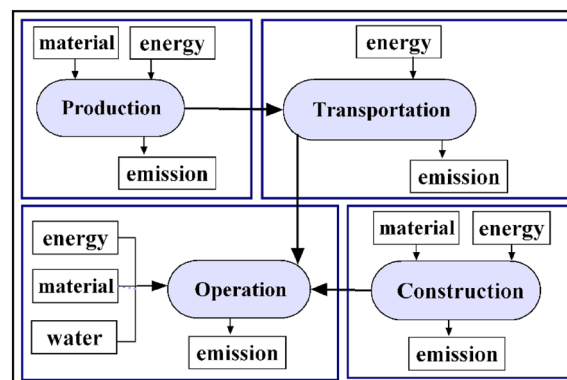 material
energy
Production
emission
energy
Transportation
emission
energy
material
water
Operation
emission
material
energy
Construction
emission